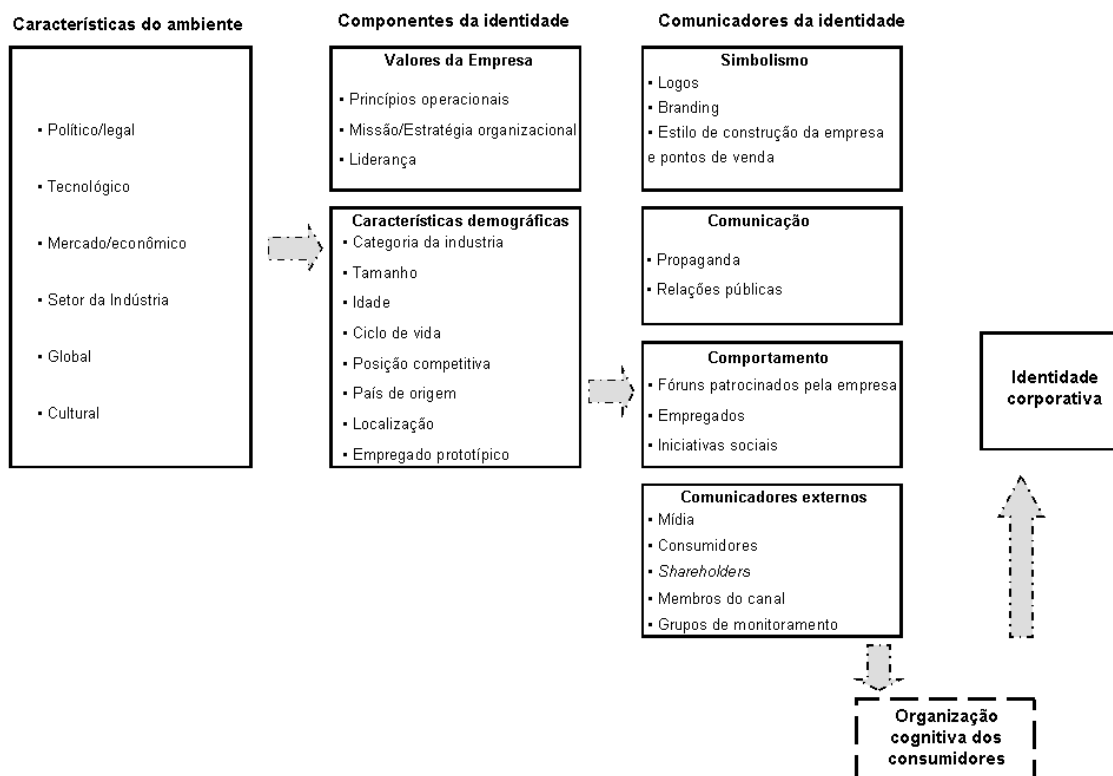 Características do ambiente
▪ Político/legal
▪ Tecnológico
▪ Mercado/econômico
▪ Setor da Indústria
▪ Global
▪ Cultural
Componentes da identidade
Valores da Empresa
▪ Princípios operacionais
▪ Missão/Estratégia organizacional
▪ Liderança
Características demográficas
▪ Categoria da industria
▪ Tamanho
▪ Idade
▪ Ciclo de vida
▪ Posição competitiva
▪ País de origem
▪ Localização
▪ Empregado prototípico
Comunicadores da identidade
Simbolismo
▪ Logos
▪ Branding
▪ Estilo de construção da empresa
e pontos de venda
Comunicação
▪ Propaganda
▪ Relações públicas
Comportamento
▪ Fóruns patrocinados pela empresa
▪ Empregados
▪ Iniciativas sociais
Comunicadores externos
▪ Mídia
▪ Consumidores
▪ Shareholders
▪ Membros do canal
▪ Grupos de monitoramento
Organização
cognitiva dos
consumidores
Identidade
corporativa